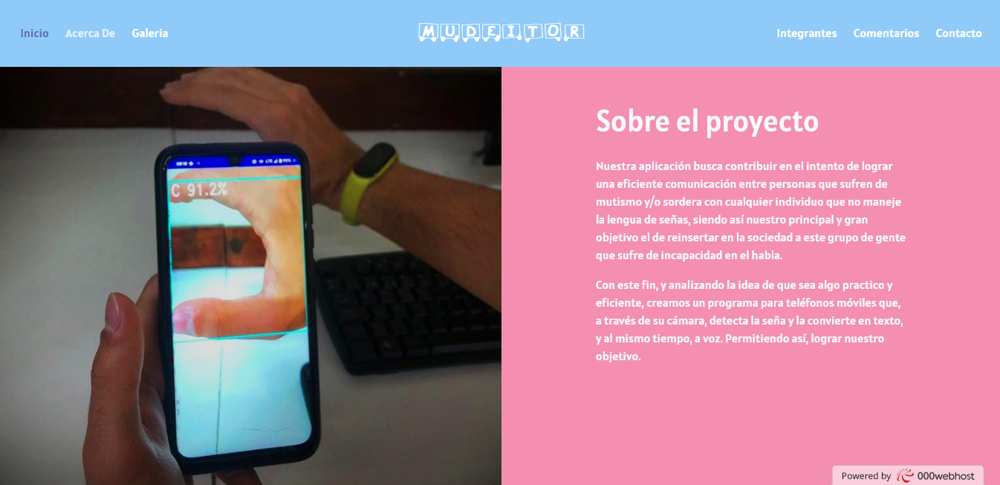 Inicio Acerca De Galeria MUDEITOR Integrantes Comentarios Contacto
C 91.2%
Sobre el proyecto
Nuestra aplicación busca contribuir en el intento de lograr
una eficiente comunicación entre personas que sufren de
mutismo y/o sordera con cualquier individuo que no maneje
la lengua de señas, siendo así nuestro principal y gran
objetivo el de reinsertar en la sociedad a este grupo de gente
que sufre de incapacidad en el habla.
Con este fin, y analizando la idea de que sea algo practico y
eficiente, creamos un programa para teléfonos móviles que,
a través de su cámara, detecta la seña y la convierte en texto,
y al mismo tiempo, a voz. Permitiendo así, lograr nuestro
objetivo.
Powered by 000webhost